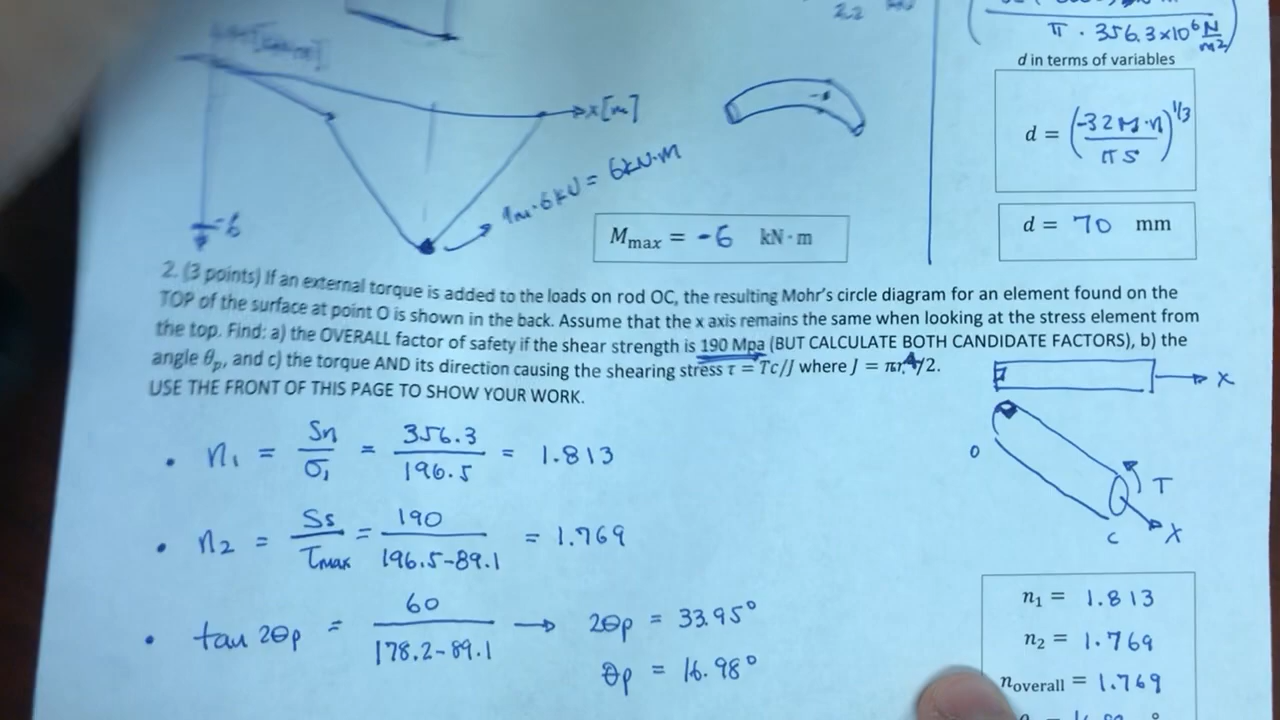 π · 356.3x10⁶ N/m²
d in terms of variables
x[m]
d = (-32M·n / πS)^1/3
1m·6kN = 6kN·m
-6
M_max = -6 kN·m
d = 70 mm
2. (3 points) If an external torque is added to the loads on rod OC, the resulting Mohr's circle diagram for an element found on the
TOP of the surface at point O is shown in the back. Assume that the x axis remains the same when looking at the stress element from
the top. Find: a) the OVERALL factor of safety if the shear strength is 190 Mpa (BUT CALCULATE BOTH CANDIDATE FACTORS), b) the
angle θp, and c) the torque AND its direction causing the shearing stress τ = Tc/J where J = πr⁴/2.
USE THE FRONT OF THIS PAGE TO SHOW YOUR WORK.
x
• n₁ = Sn/σ₁ = 356.3/196.5 = 1.813
O
T
x
C
• n₂ = Ss/τmax = 190/196.5-89.1 = 1.769
• tan 2θp = 60/178.2-89.1 → 2θp = 33.95°
θp = 16.98°
n₁ = 1.813
n₂ = 1.769
n_overall = 1.769